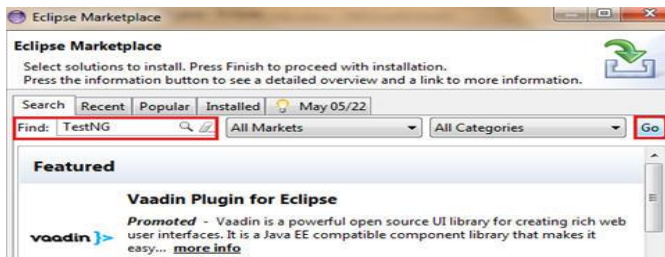 Eclipse Marketplace
Eclipse Marketplace
Select solutions to install. Press Finish to proceed with installation.
Press the information button to see a detailed overview and a link to more information.
Search Recent Popular Installed May 05/22
Find: TestNG All Markets All Categories Go
Featured
Vaadin Plugin for Eclipse
Promoted - Vaadin is a powerful open source UI library for creating rich web
vaadin }> user interfaces. It is a Java EE compatible component library that makes it
easy... more info